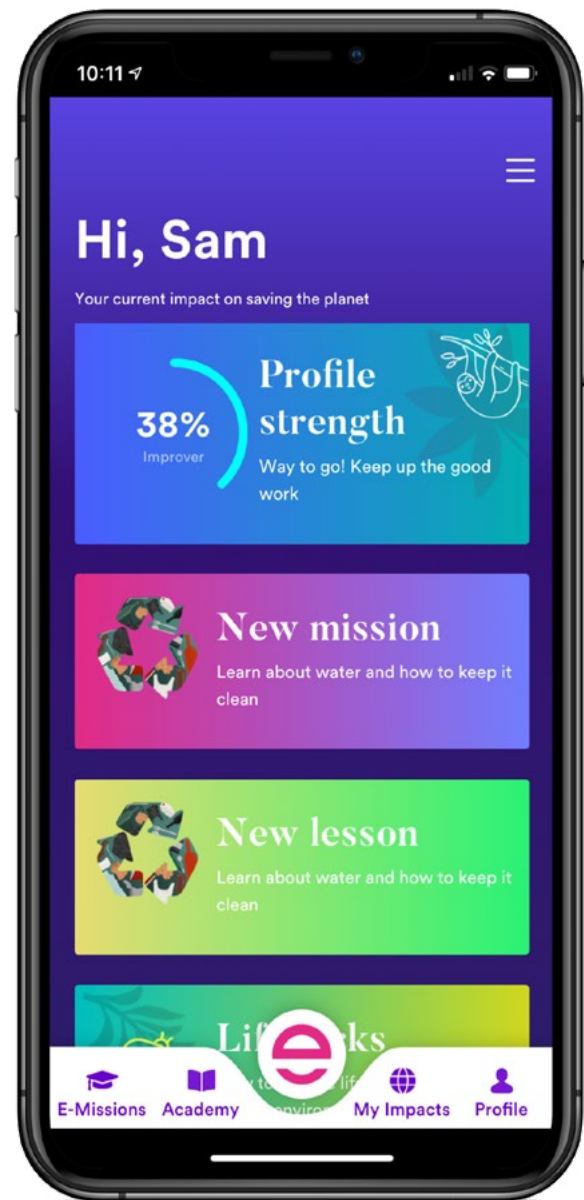 10:11
Hi, Sam
Your current impact on saving the planet
38%
Improver
Profile
strength
Way to go! Keep up the good
work
New mission
Learn about water and how to keep it
clean
New lesson
Learn about water and how to keep it
clean
e
E-Missions Academy My Impacts Profile